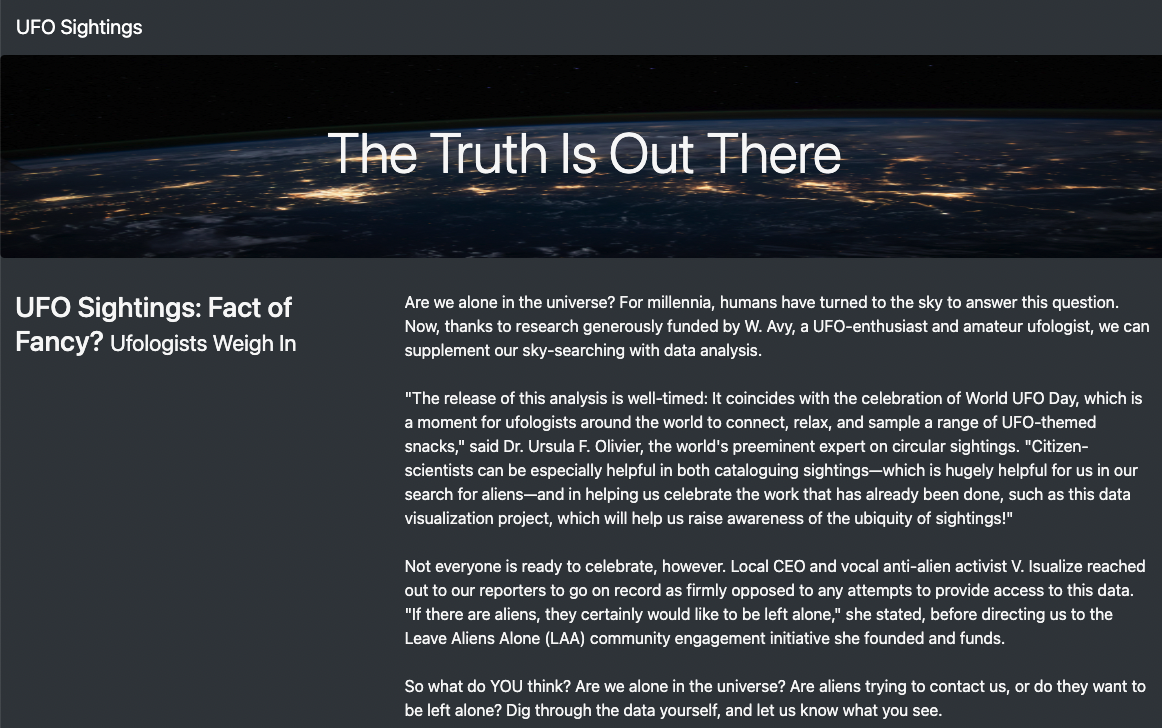 UFO Sightings
The Truth Is Out There
UFO Sightings: Fact of
Fancy? Ufologists Weigh In
Are we alone in the universe? For millennia, humans have turned to the sky to answer this question.
Now, thanks to research generously funded by W. Avy, a UFO-enthusiast and amateur ufologist, we can
supplement our sky-searching with data analysis.
"The release of this analysis is well-timed: It coincides with the celebration of World UFO Day, which is
a moment for ufologists around the world to connect, relax, and sample a range of UFO-themed
snacks," said Dr. Ursula F. Olivier, the world's preeminent expert on circular sightings. "Citizen-
scientists can be especially helpful in both cataloguing sightings—which is hugely helpful for us in our
search for aliens—and in helping us celebrate the work that has already been done, such as this data
visualization project, which will help us raise awareness of the ubiquity of sightings!"
Not everyone is ready to celebrate, however. Local CEO and vocal anti-alien activist V. Isualize reached
out to our reporters to go on record as firmly opposed to any attempts to provide access to this data.
"If there are aliens, they certainly would like to be left alone," she stated, before directing us to the
Leave Aliens Alone (LAA) community engagement initiative she founded and funds.
So what do YOU think? Are we alone in the universe? Are aliens trying to contact us, or do they want to
be left alone? Dig through the data yourself, and let us know what you see.